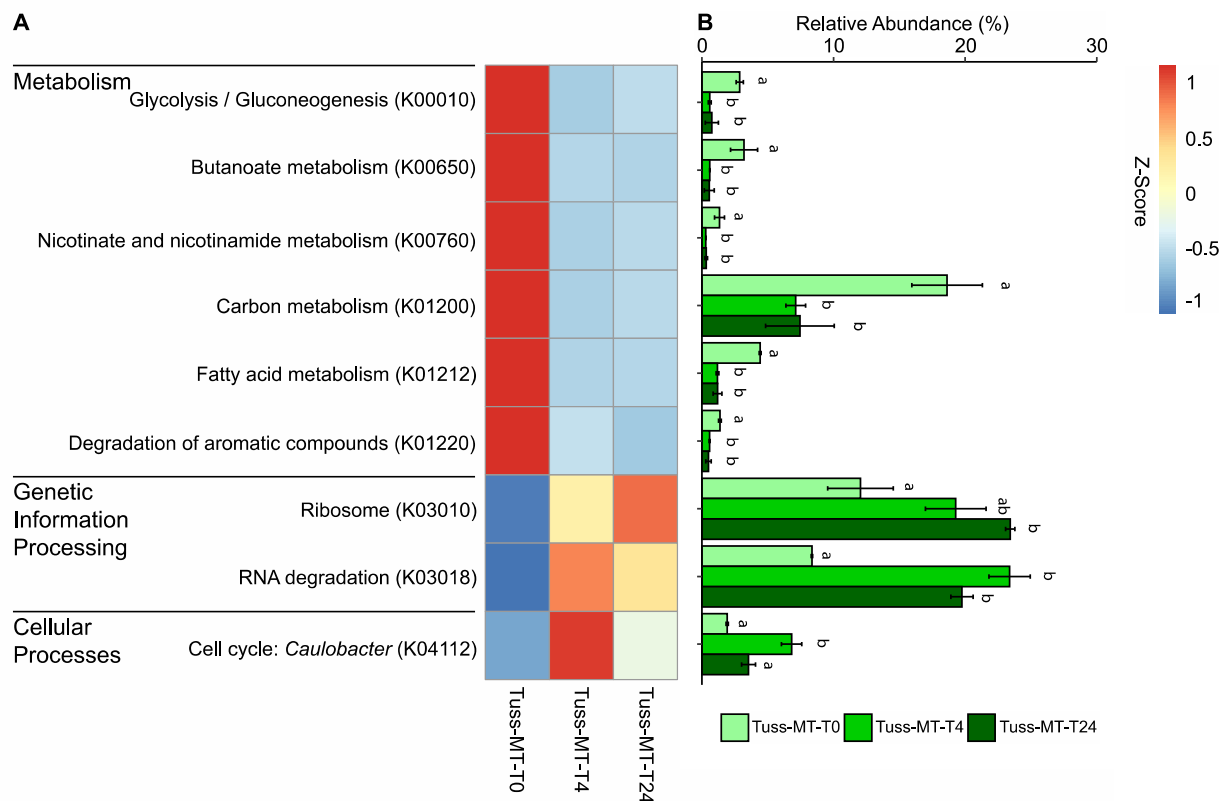 A
B
Relative Abundance (%)
0
10
20
30
Metabolism
Glycolysis / Gluconeogenesis (K00010)
Butanoate metabolism (K00650)
Nicotinate and nicotinamide metabolism (K00760)
Carbon metabolism (K01200)
Fatty acid metabolism (K01212)
Degradation of aromatic compounds (K01220)
Genetic
Information
Processing
Ribosome (K03010)
RNA degradation (K03018)
Cellular
Processes
Cell cycle: Caulobacter (K04112)
Tuss-MT-T0
Tuss-MT-T4
Tuss-MT-T24
a
b
b
a
b
b
a
b
b
a
b
b
a
b
b
a
b
b
a
ab
b
a
b
b
a
b
a
Tuss-MT-T0
Tuss-MT-T4
Tuss-MT-T24
1
0.5
0
-0.5
-1
Z-Score